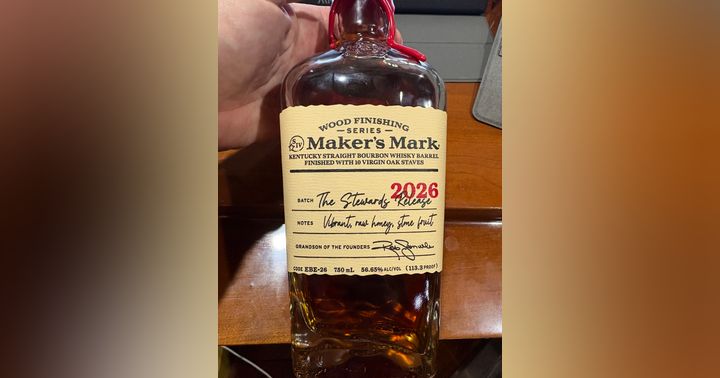 WOOD FINISHING
SERIES
S IV Maker's Mark
KENTUCKY STRAIGHT BOURBON WHISKY BARREL
FINISHED WITH 10 VIRGIN OAK STAVES
2026
BATCH The Stewards Release
NOTES Vibrant, raw honey, stone fruit
GRANDSON OF THE FOUNDERS
CODE EBE-26 750 mL 56.65% ALC/VOL (113.3 PROOF)